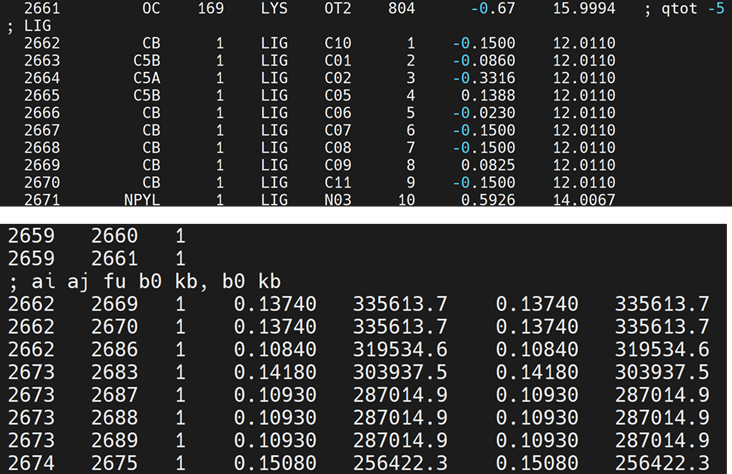 2661 OC 169 LYS OT2 804 -0.67 15.9994 ; qtot -5
; LIG
2662 CB 1 LIG C10 1 -0.1500 12.0110
2663 C5B 1 LIG C01 2 -0.0860 12.0110
2664 C5A 1 LIG C02 3 -0.3316 12.0110
2665 C5B 1 LIG C05 4 0.1388 12.0110
2666 CB 1 LIG C06 5 -0.0230 12.0110
2667 CB 1 LIG C07 6 -0.1500 12.0110
2668 CB 1 LIG C08 7 -0.1500 12.0110
2669 CB 1 LIG C09 8 0.0825 12.0110
2670 CB 1 LIG C11 9 -0.1500 12.0110
2671 NPYL 1 LIG N03 10 0.5926 14.0067
2659 2660 1
2659 2661 1
; ai aj fu b0 kb, b0 kb
2662 2669 1 0.13740 335613.7 0.13740 335613.7
2662 2670 1 0.13740 335613.7 0.13740 335613.7
2662 2686 1 0.10840 319534.6 0.10840 319534.6
2673 2683 1 0.14180 303937.5 0.14180 303937.5
2673 2687 1 0.10930 287014.9 0.10930 287014.9
2673 2688 1 0.10930 287014.9 0.10930 287014.9
2673 2689 1 0.10930 287014.9 0.10930 287014.9
2674 2675 1 0.15080 256422.3 0.15080 256422.3